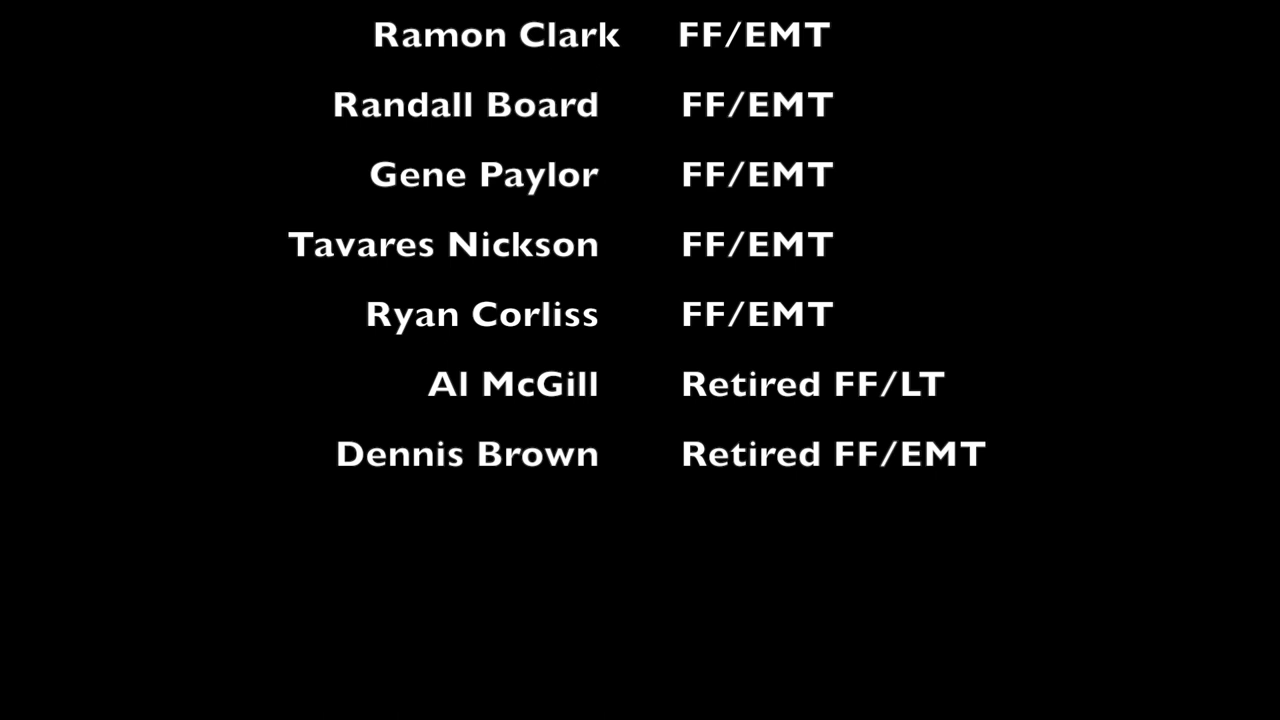 Ramon Clark FF/EMT
Randall Board FF/EMT
Gene Paylor FF/EMT
Tavares Nickson FF/EMT
Ryan Corliss FF/EMT
Al McGill Retired FF/LT
Dennis Brown Retired FF/EMT